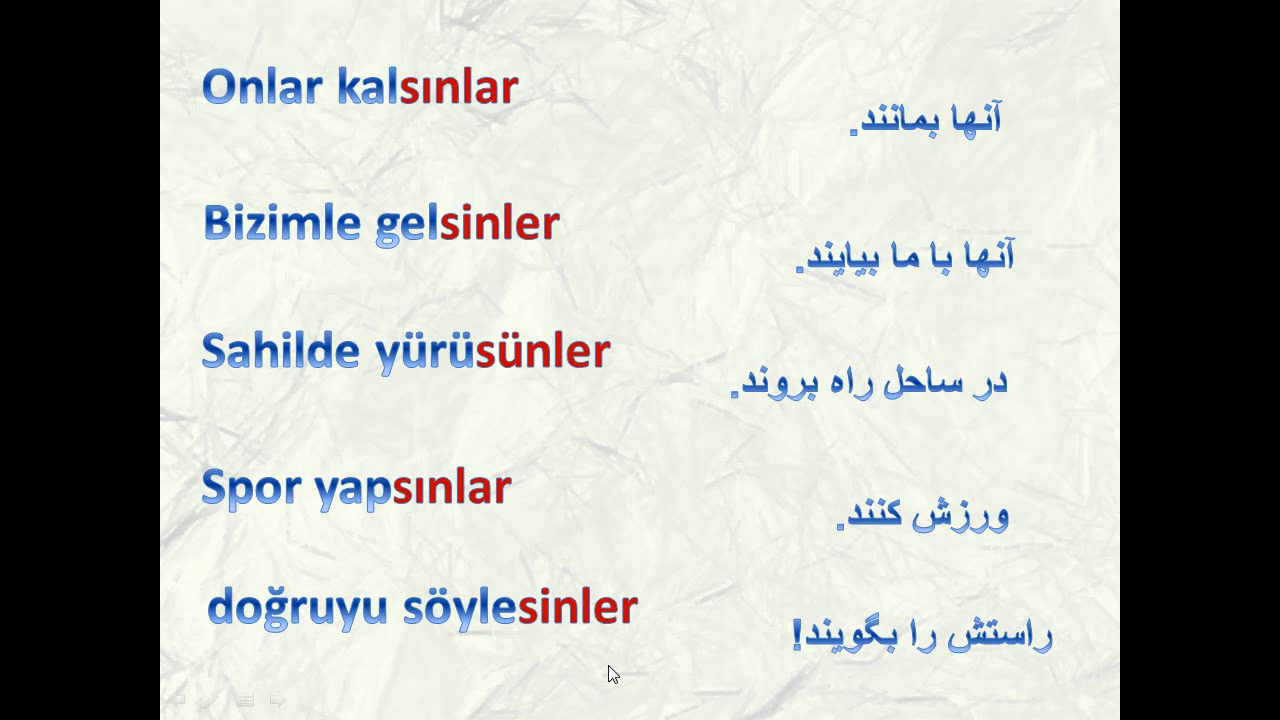 Onlar kalsınlar
آنها بمانند.
Bizimle gelsinler
آنها با ما بیایند.
Sahilde yürüsünler
در ساحل راه بروند.
Spor yapsınlar
ورزش کنند.
doğruyu söylesinler
راستش را بگویند!